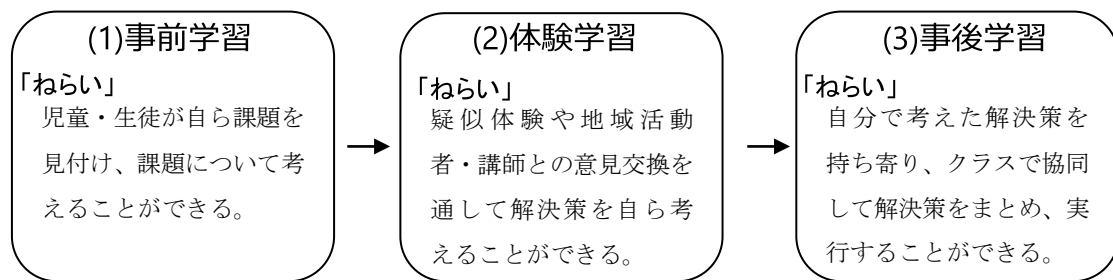 (1)事前学習
「ねらい」
児童・生徒が自ら課題を
見付け、課題について考
えることができる。
(2)体験学習
「ねらい」
疑似体験や地域活動
者・講師との意見交換を
通して解決策を自ら考
えることができる。
(3)事後学習
「ねらい」
自分で考えた解決策を
持ち寄り、クラスで協同
して解決策をまとめ、実
行することができる。